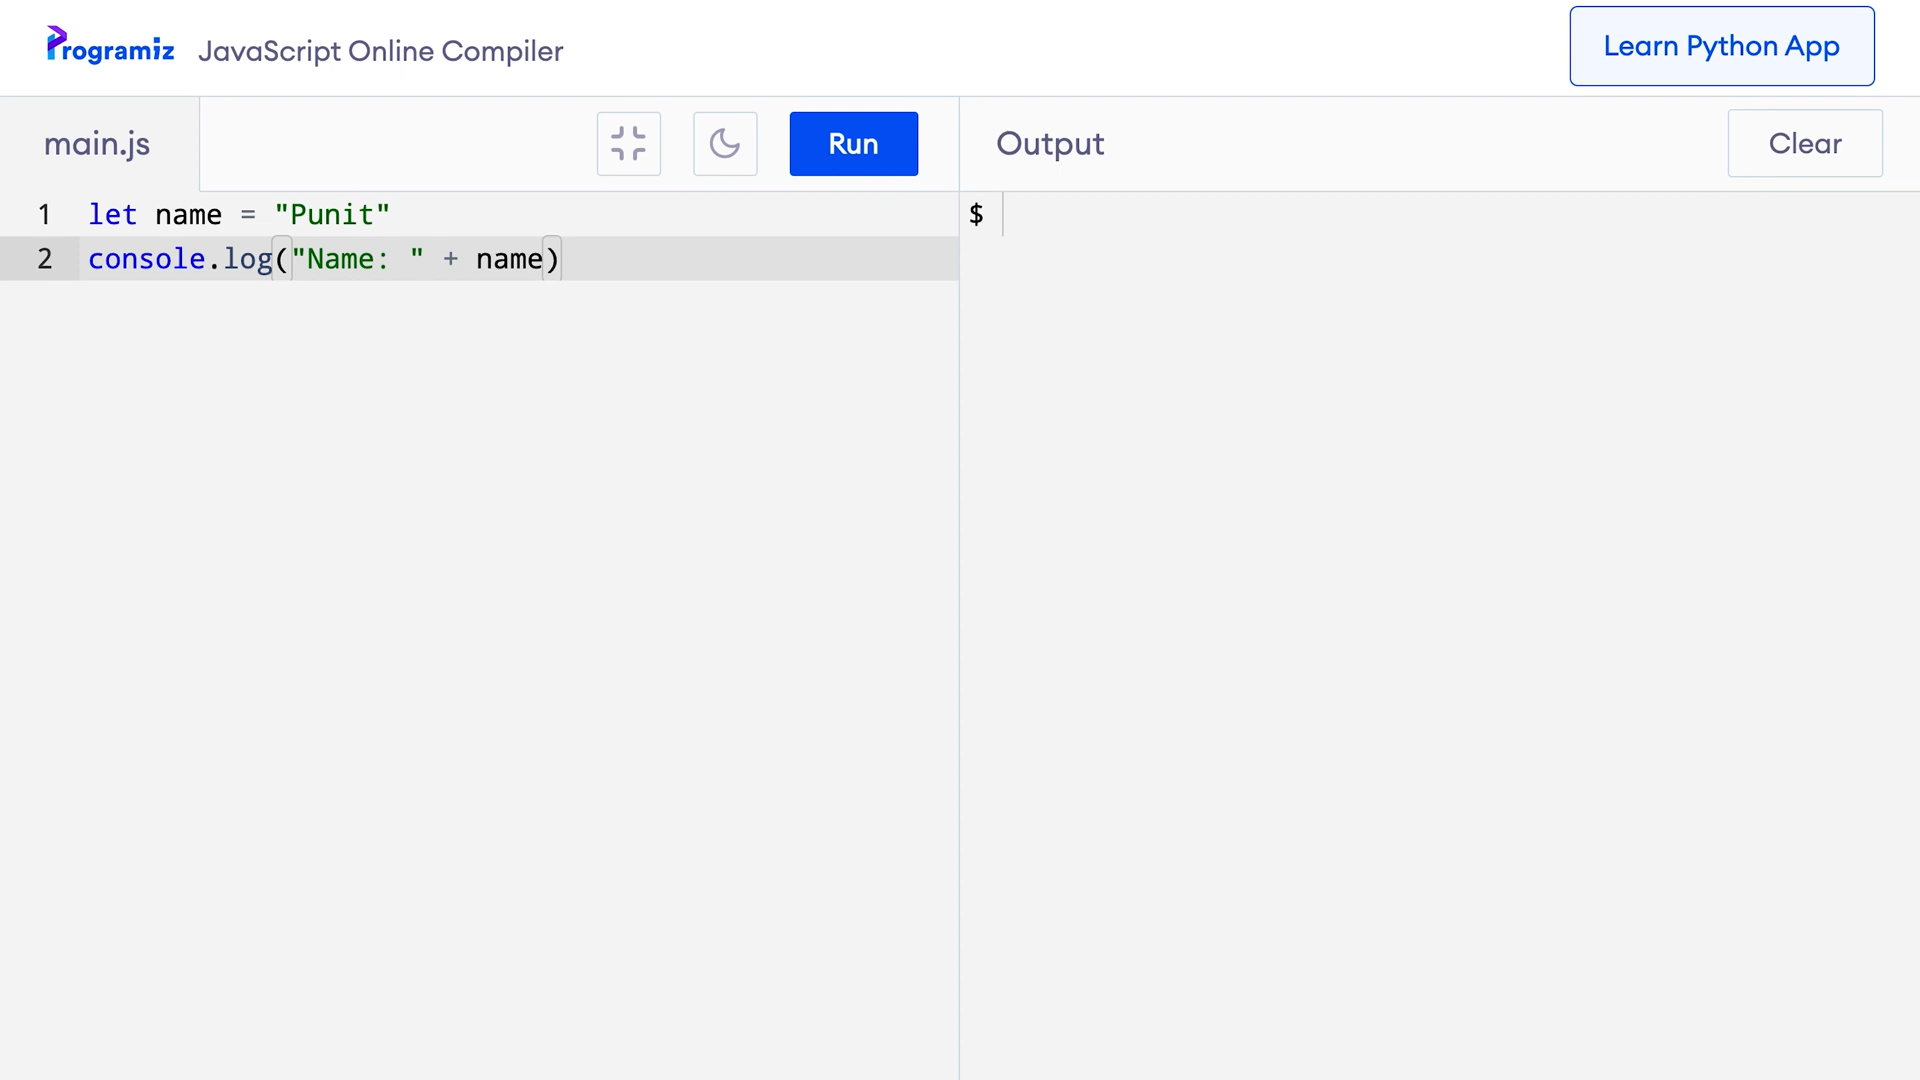 Programiz JavaScript Online Compiler
Learn Python App
main.js
Run
Output
Clear
1 let name = "Punit"
2 console.log("Name: " + name)
$